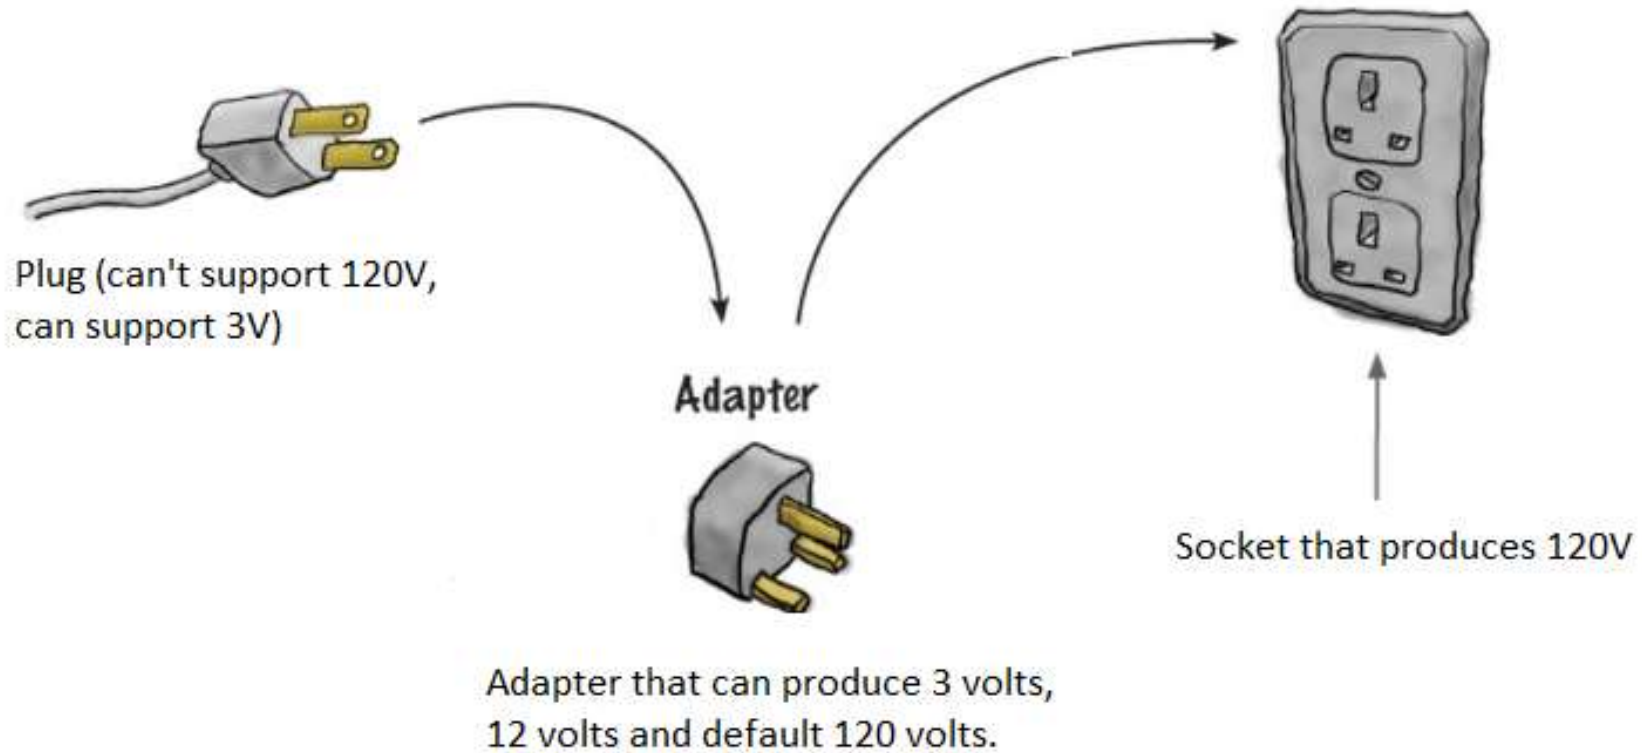 Plug (can't support 120V,
can support 3V)
Adapter
Socket that produces 120V
Adapter that can produce 3 volts,
12 volts and default 120 volts.